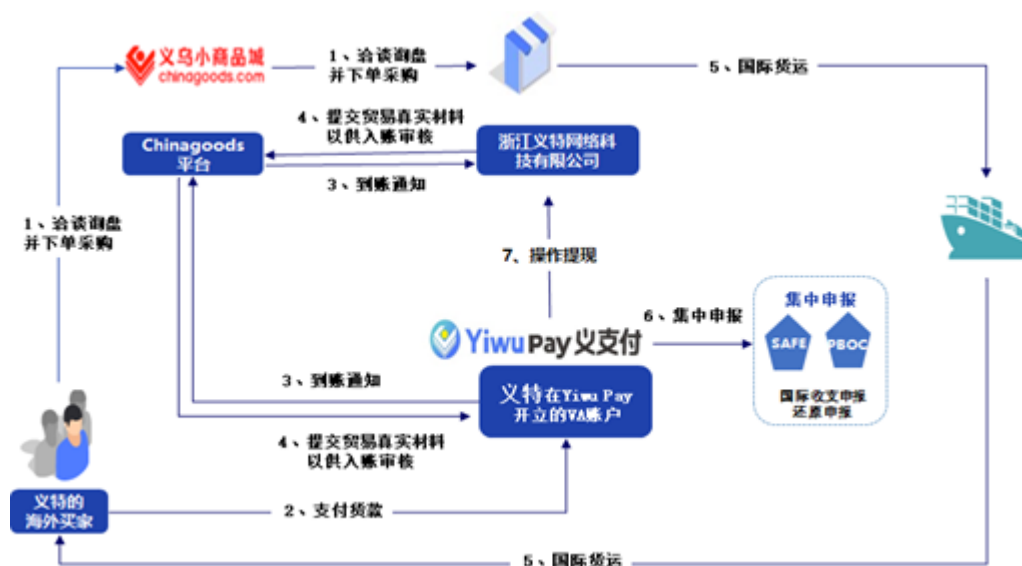 义乌小商品城
chinagoods.com
1、洽谈询盘
并下单采购
5、国际货运
4、提交贸易真实材料
以供入账审核
Chinagoods
平台
浙江义特网络科
技有限公司
3、到账通知
1、洽谈询盘
并下单采购
7、操作提现
集中申报
6、集中申报
SAFE
PBOC
Yiwu Pay 义支付
国际收支申报
还原申报
3、到账通知
义特在Yiwu Pay
开立的VA账户
4、提交贸易真实材料
以供入账审核
义特的
海外买家
2、支付货款
5、国际货运